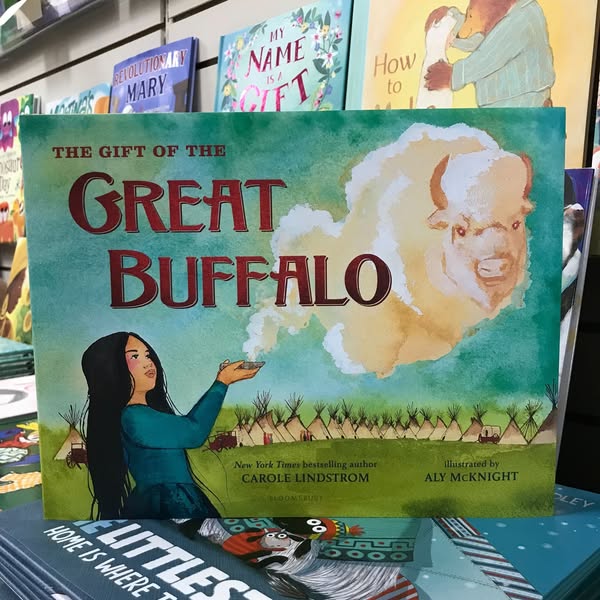 REVOLUTIONARY
MARY
MY
NAME
IS A
GIFT
How
to
THE GIFT OF THE
GREAT
BUFFALO
New York Times bestselling author
CAROLE LINDSTROM
illustrated by
ALY McKNIGHT
BLOOMSBURY
LITTLEST
HOME IS WHERE